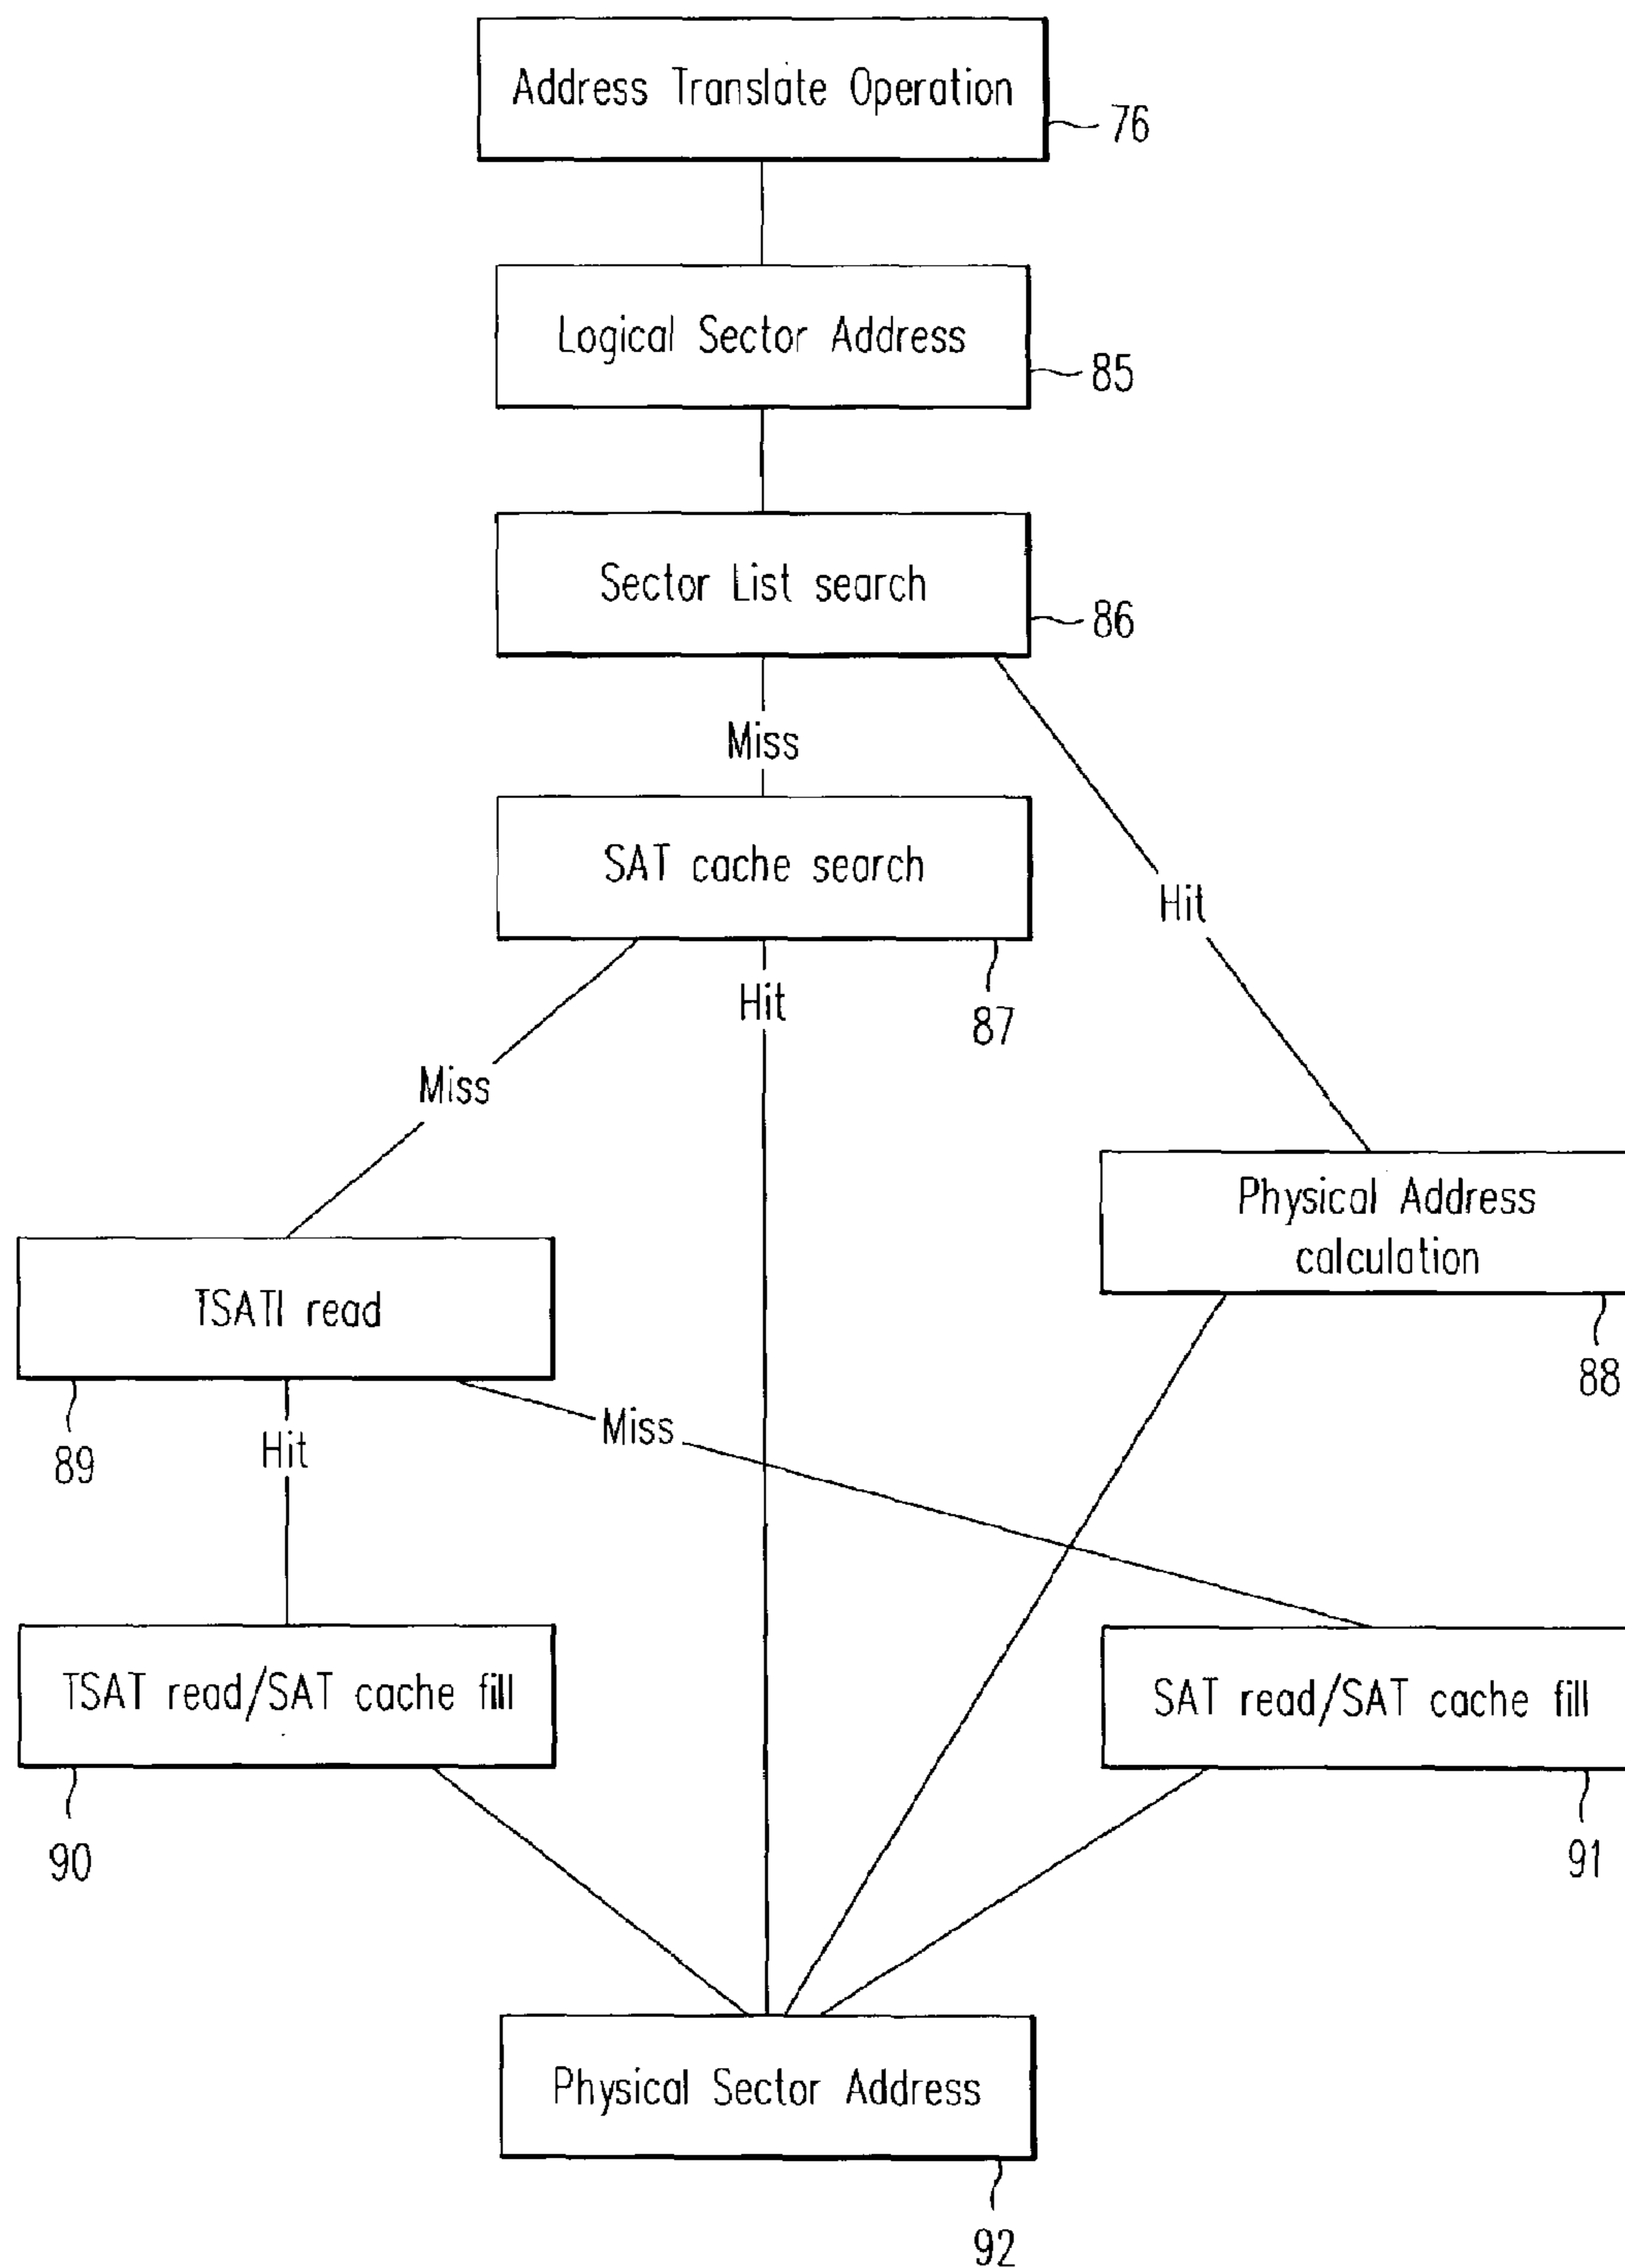 Address Translate Operation
76
Logical Sector Address
85
Sector List search
86
Miss
SAT cache search
Hit
87
Hit
Miss
Physical Address
calculation
88
TSATI read
89
Hit
Miss
TSAT read/SAT cache fill
90
SAT read/SAT cache fill
91
Physical Sector Address
92